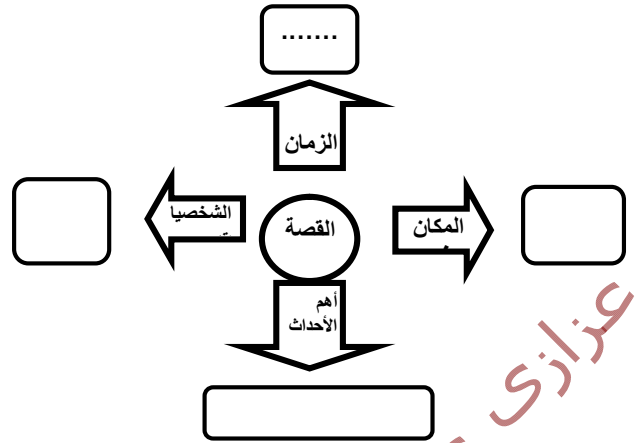 .......
الزمان
الشخصيا
ت
القصة
المكان
أهم
الأحداث
عزازى